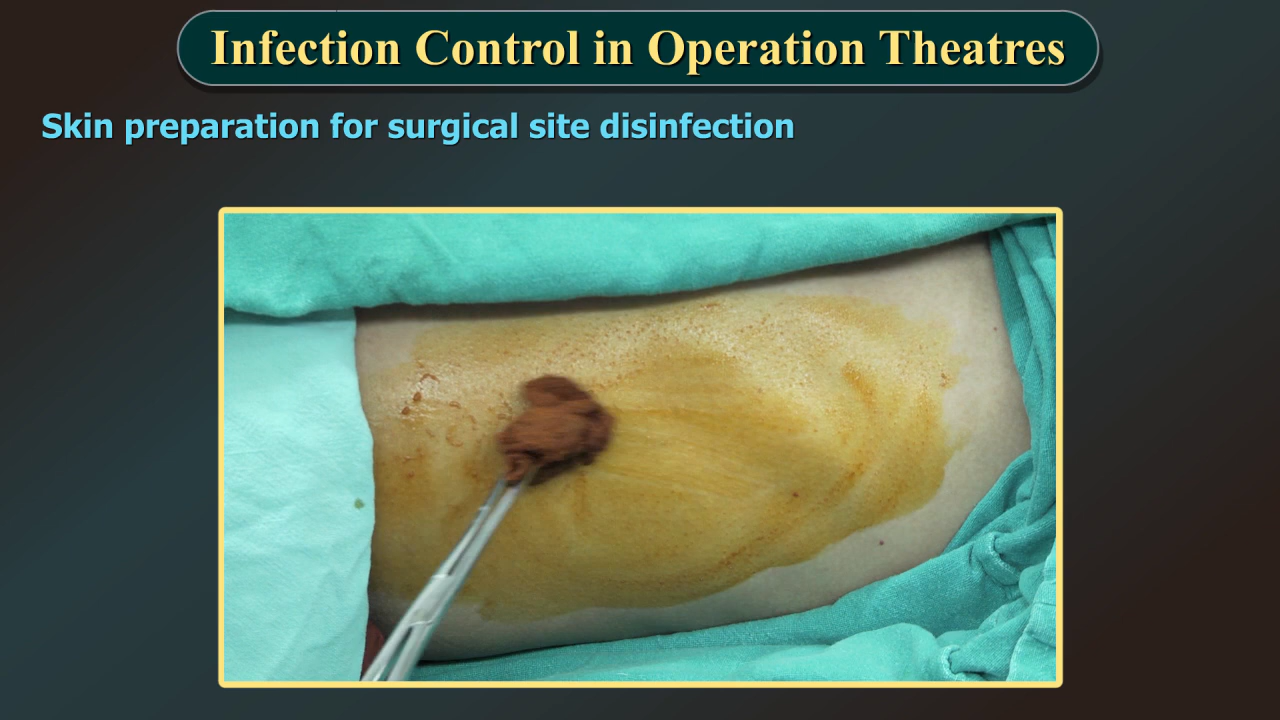 Infection Control in Operation Theatres
Skin preparation for surgical site disinfection